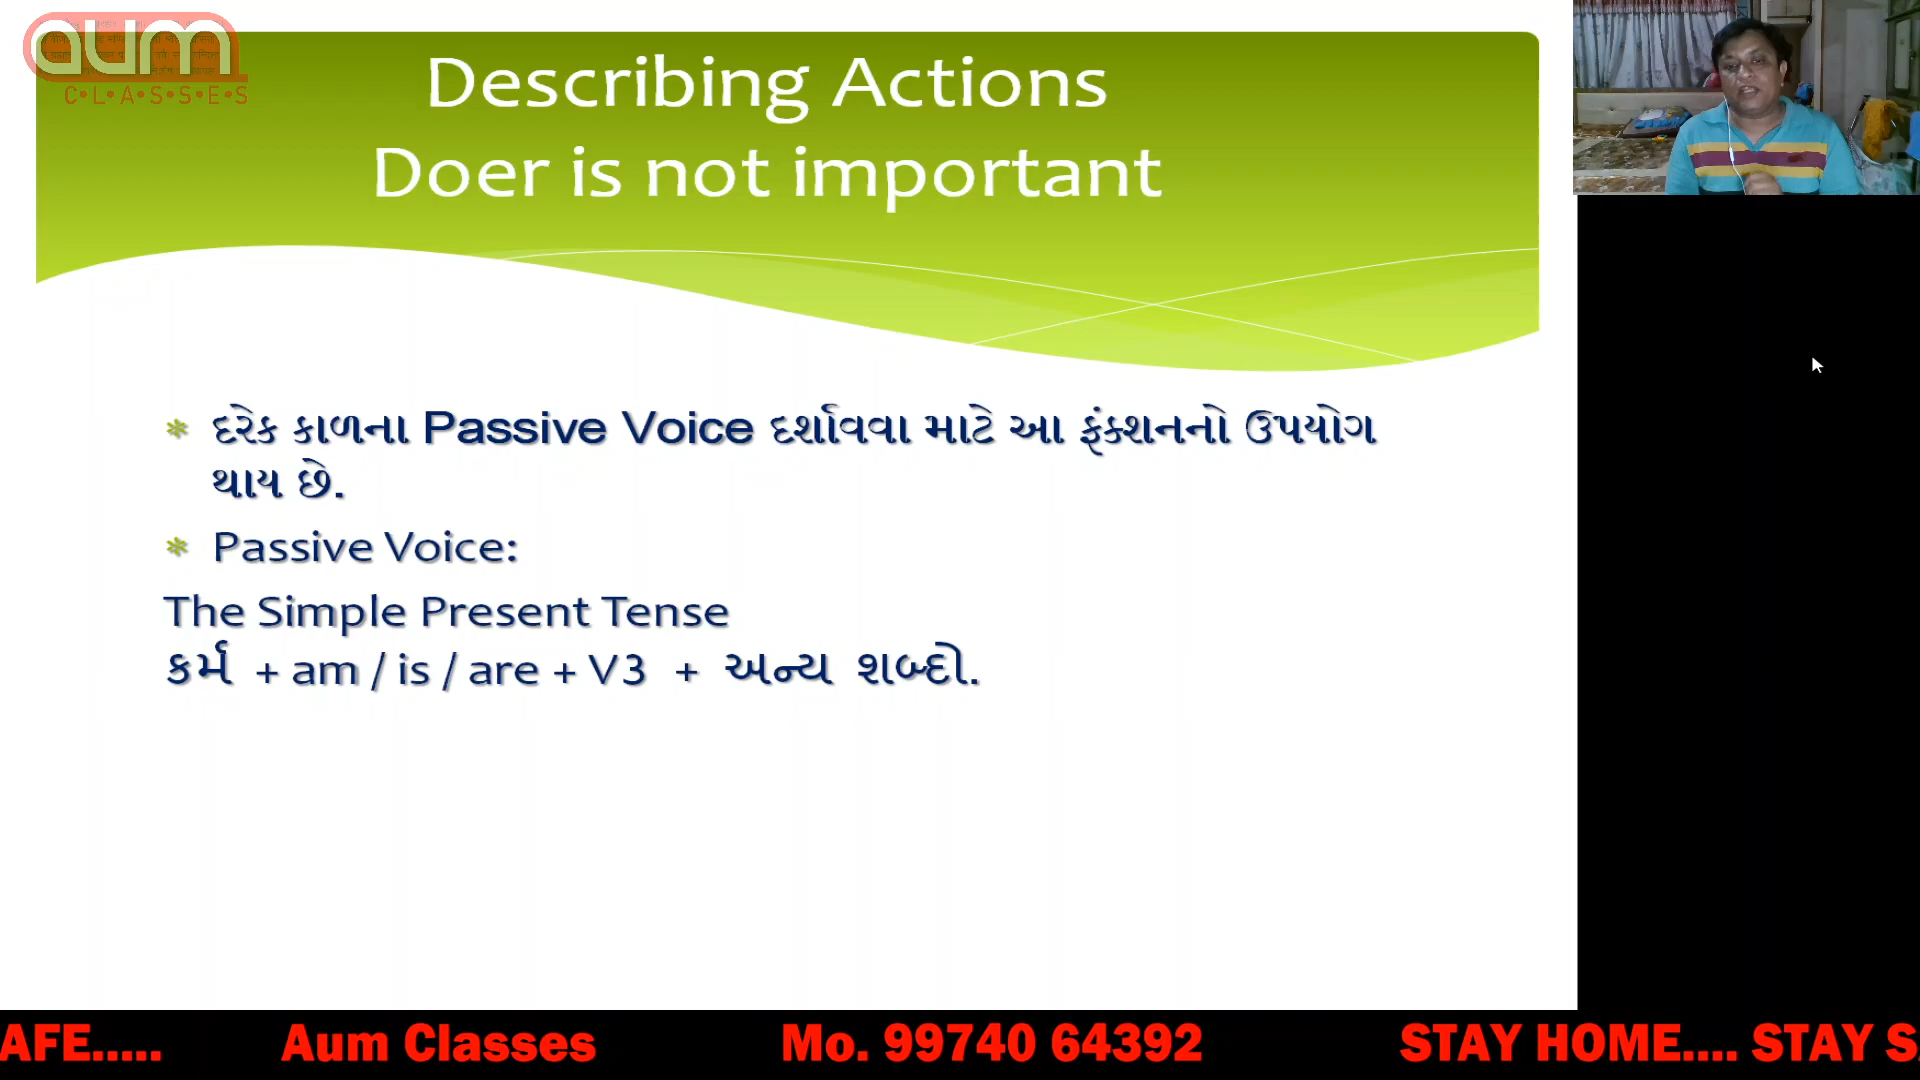 aum
C•L•A•S•S•E•S
Describing Actions
Doer is not important
દરેક કાળના Passive Voice દર્શાવવા માટે આ ફંક્શનનો ઉપયોગ
થાય છે.
Passive Voice:
The Simple Present Tense
કર્મ + am / is / are + V3 + અન્ય શબ્દો.
AFE..... Aum Classes Mo. 99740 64392 STAY HOME.... STAY S